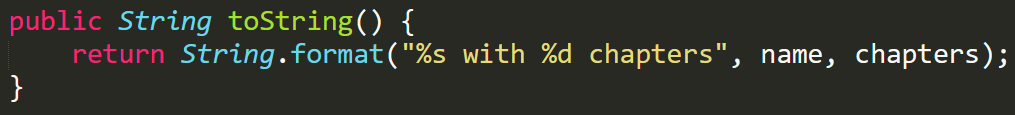 public String toString() {
    return String.format("%s with %d chapters", name, chapters);
}